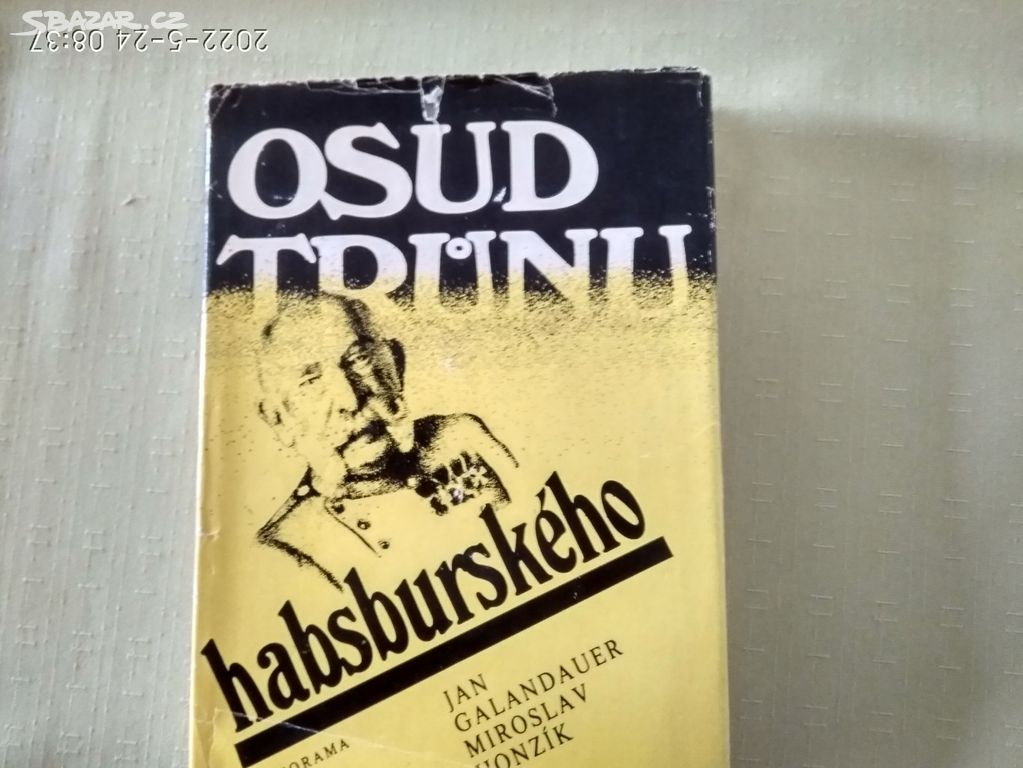 SBAZAR.CZ
2022-5-24 08:37
OSUD
TRŮNU
habsburského
JAN
GALANDAUER
MIROSLAV
HONZÍK